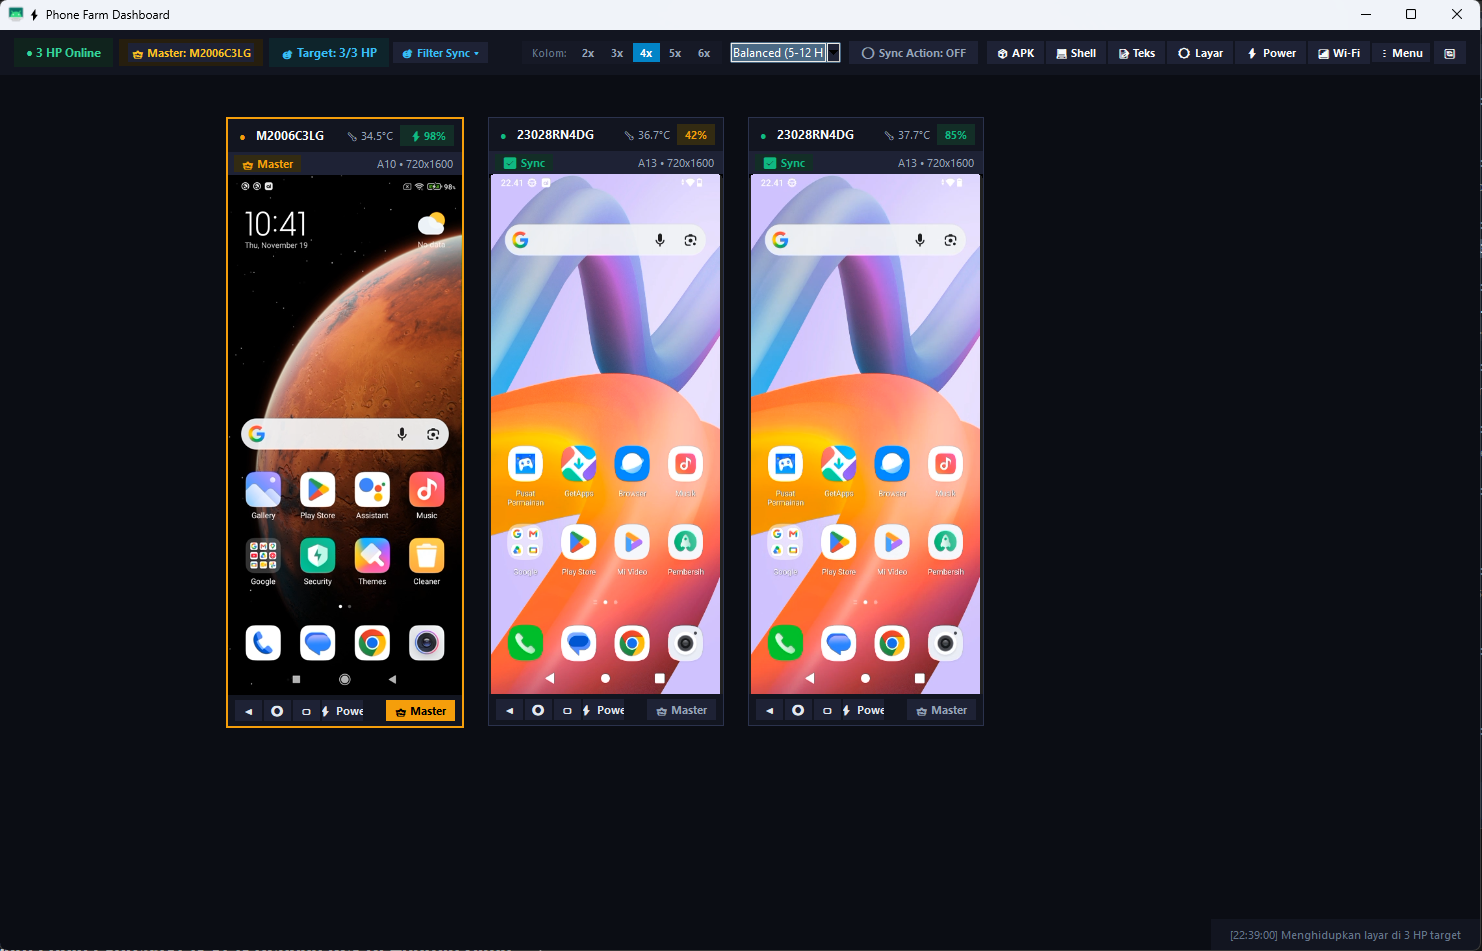 Phone Farm Dashboard
3 HP Online
Master: M2006C3LG
Target: 3/3 HP
Filter Sync
Kolom:
2x
3x
4x
5x
6x
Balanced (5-12 H
Sync Action: OFF
APK
Shell
Teks
Layar
Power
Wi-Fi
Menu
M2006C3LG
34.5°C
98%
Master
A10 • 720x1600
98%
10:41
Thu, November 19
No data
Gallery
Play Store
Assistant
Music
Google
Security
Themes
Cleaner
Powe
Master
23028RN4DG
36.7°C
42%
Sync
A13 • 720x1600
22.41
Pusat
Permainan
GetApps
Browser
Musik
Google
Play Store
Mi Video
Pembersih
Powe
Master
23028RN4DG
37.7°C
85%
Sync
A13 • 720x1600
22.41
Pusat
Permainan
GetApps
Browser
Musik
Google
Play Store
Mi Video
Pembersih
Powe
Master
[22:39:00] Menghidupkan layar di 3 HP target